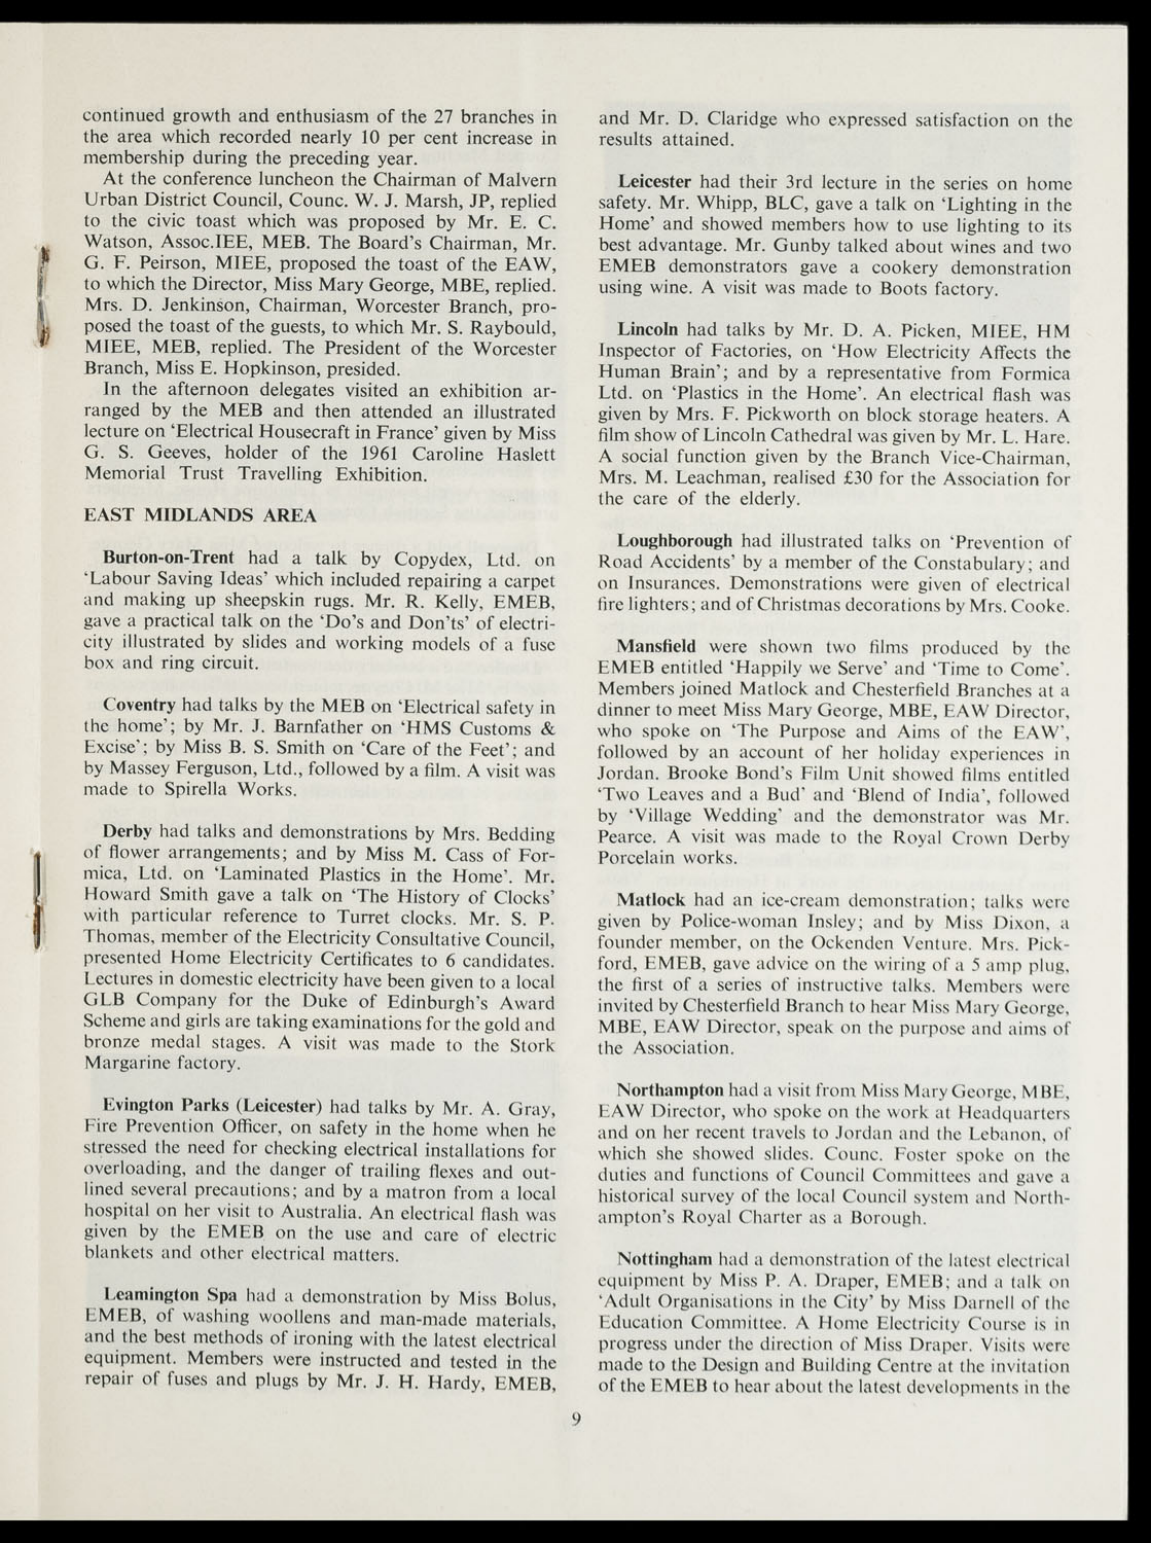 continued growth and enthusiasm of the 27 branches in
the area which recorded nearly 10 per cent increase in
membership during the preceding year.
At the conference luncheon the Chairman of Malvern
Urban District Council, Counc. W. J. Marsh, JP, replied
to the civic toast which was proposed by Mr. E. C.
Watson, Assoc.IEE, MEB. The Board's Chairman, Mr.
G. F. Peirson, MIEE, proposed the toast of the EAW,
to which the Director, Miss Mary George, MBE, replied.
Mrs. D. Jenkinson, Chairman, Worcester Branch, pro-
posed the toast of the guests, to which Mr. S. Raybould,
MIEE, MEB, replied. The President of the Worcester
Branch, Miss E. Hopkinson, presided.
In the afternoon delegates visited an exhibition ar-
ranged by the MEB and then attended an illustrated
lecture on 'Electrical Housecraft in France' given by Miss
G. S. Geeves, holder of the 1961 Caroline Haslett
Memorial Trust Travelling Exhibition.
EAST MIDLANDS AREA
Burton-on-Trent had a talk by Copydex, Ltd. on
'Labour Saving Ideas' which included repairing a carpet
and making up sheepskin rugs. Mr. R. Kelly, EMEB,
gave a practical talk on the 'Do's and Don'ts' of electri-
city illustrated by slides and working models of a fuse
box and ring circuit.
Coventry had talks by the MEB on 'Electrical safety in
the home'; by Mr. J. Barnfather on 'HMS Customs &
Excise'; by Miss B. S. Smith on 'Care of the Feet'; and
by Massey Ferguson, Ltd., followed by a film. A visit was
made to Spirella Works.
Derby had talks and demonstrations by Mrs. Bedding
of flower arrangements; and by Miss M. Cass of For-
mica, Ltd. on 'Laminated Plastics in the Home'. Mr.
Howard Smith gave a talk on 'The History of Clocks'
with particular reference to Turret clocks. Mr. S. P.
Thomas, member of the Electricity Consultative Council,
presented Home Electricity Certificates to 6 candidates.
Lectures in domestic electricity have been given to a local
GLB Company for the Duke of Edinburgh's Award
Scheme and girls are taking examinations for the gold and
bronze medal stages. A visit was made to the Stork
Margarine factory.
Evington Parks (Leicester) had talks by Mr. A. Gray,
Fire Prevention Officer, on safety in the home when he
stressed the need for checking electrical installations for
overloading, and the danger of trailing flexes and out-
lined several precautions; and by a matron from a local
hospital on her visit to Australia. An electrical flash was
given by the EMEB on the use and care of electric
blankets and other electrical matters.
Leamington Spa had a demonstration by Miss Bolus,
EMEB, of washing woollens and man-made materials,
and the best methods of ironing with the latest electrical
equipment. Members were instructed and tested in the
repair of fuses and plugs by Mr. J. H. Hardy, EMEB,
and Mr. D. Claridge who expressed satisfaction on the
results attained.
Leicester had their 3rd lecture in the series on home
safety. Mr. Whipp, BLC, gave a talk on 'Lighting in the
Home' and showed members how to use lighting to its
best advantage. Mr. Gunby talked about wines and two
EMEB demonstrators gave a cookery demonstration
using wine. A visit was made to Boots factory.
Lincoln had talks by Mr. D. A. Picken, MIEE, HM
Inspector of Factories, on 'How Electricity Affects the
Human Brain'; and by a representative from Formica
Ltd. on 'Plastics in the Home'. An electrical flash was
given by Mrs. F. Pickworth on block storage heaters. A
film show of Lincoln Cathedral was given by Mr. L. Hare.
A social function given by the Branch Vice-Chairman,
Mrs. M. Leachman, realised £30 for the Association for
the care of the elderly.
Loughborough had illustrated talks on 'Prevention of
Road Accidents' by a member of the Constabulary; and
on Insurances. Demonstrations were given of electrical
fire lighters; and of Christmas decorations by Mrs. Cooke.
Mansfield were shown two films produced by the
EMEB entitled 'Happily we Serve' and 'Time to Come'.
Members joined Matlock and Chesterfield Branches at a
dinner to meet Miss Mary George, MBE, EAW Director,
who spoke on 'The Purpose and Aims of the EAW',
followed by an account of her holiday experiences in
Jordan. Brooke Bond's Film Unit showed films entitled
'Two Leaves and a Bud' and 'Blend of India', followed
by 'Village Wedding' and the demonstrator was Mr.
Pearce. A visit was made to the Royal Crown Derby
Porcelain works.
Matlock had an ice-cream demonstration; talks were
given by Police-woman Insley; and by Miss Dixon, a
founder member, on the Ockenden Venture. Mrs. Pick-
ford, EMEB, gave advice on the wiring of a 5 amp plug,
the first of a series of instructive talks. Members were
invited by Chesterfield Branch to hear Miss Mary George,
MBE, EAW Director, speak on the purpose and aims of
the Association.
Northampton had a visit from Miss Mary George, MBE,
EAW Director, who spoke on the work at Headquarters
and on her recent travels to Jordan and the Lebanon, of
which she showed slides. Counc. Foster spoke on the
duties and functions of Council Committees and gave a
historical survey of the local Council system and North-
ampton's Royal Charter as a Borough.
Nottingham had a demonstration of the latest electrical
equipment by Miss P. A. Draper, EMEB; and a talk on
'Adult Organisations in the City' by Miss Darnell of the
Education Committee. A Home Electricity Course is in
progress under the direction of Miss Draper. Visits were
made to the Design and Building Centre at the invitation
of the EMEB to hear about the latest developments in the
9